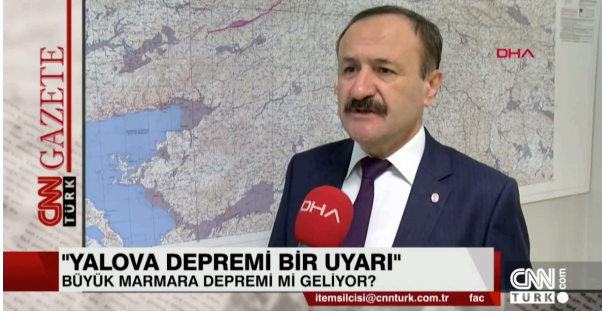 CNN
TÜRK
GAZETE
DHA
DHA
"YALOVA DEPREMİ BİR UYARI"
BÜYÜK MARMARA DEPREMİ Mİ GELİYOR?
itemsilcisi@cnnturk.com.tr fac
CNN
TÜRK
.com